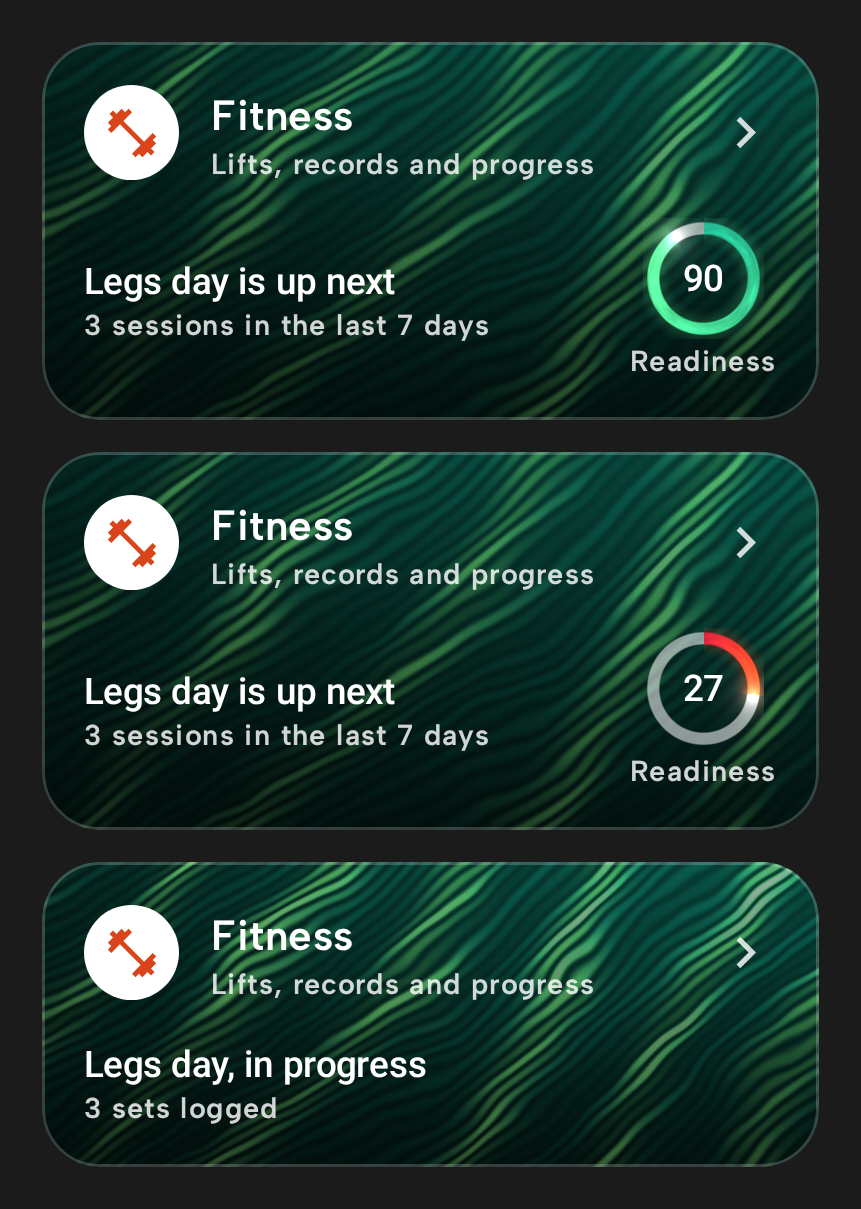 Fitness
Lifts, records and progress
Legs day is up next
3 sessions in the last 7 days
90
Readiness
Fitness
Lifts, records and progress
Legs day is up next
3 sessions in the last 7 days
27
Readiness
Fitness
Lifts, records and progress
Legs day, in progress
3 sets logged